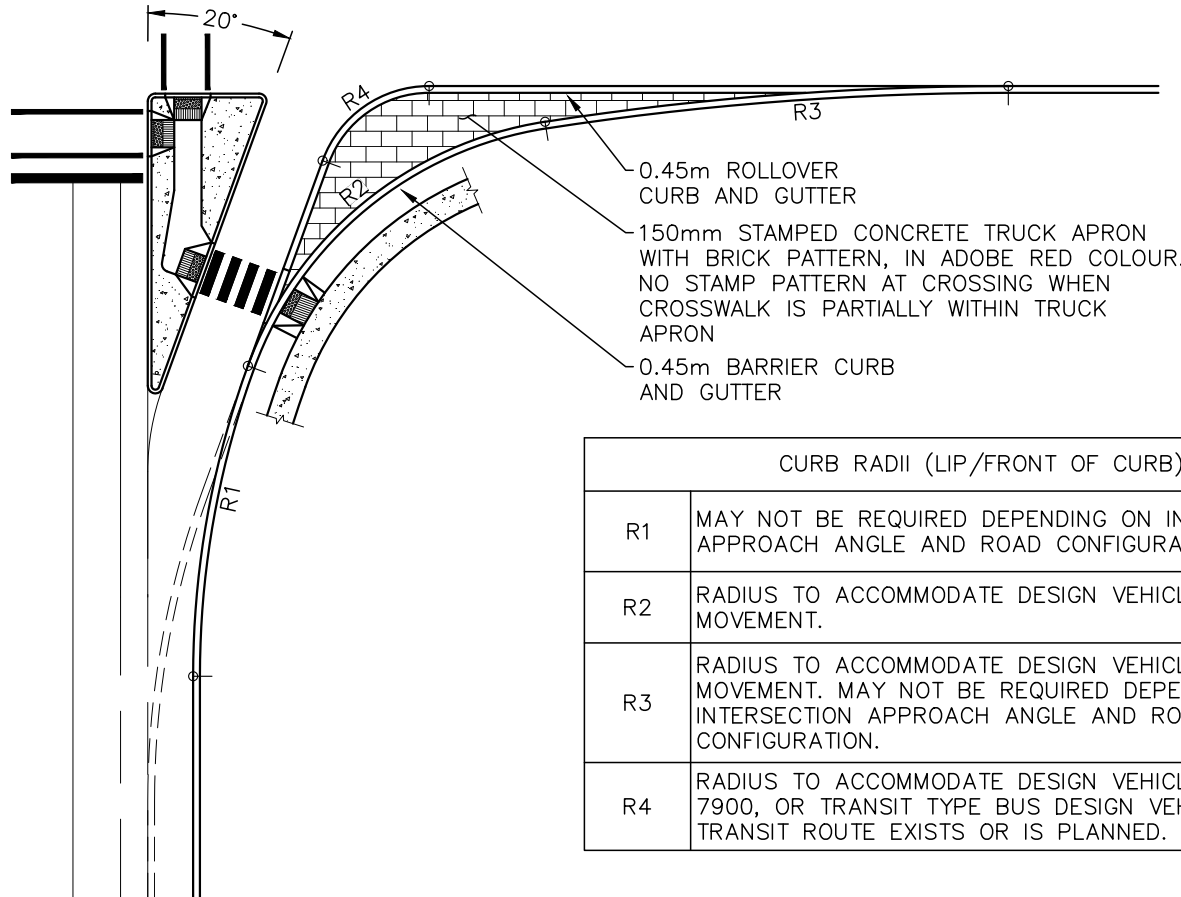 20°
R4
R3
R2
R1
0.45m ROLLOVER
CURB AND GUTTER
150mm STAMPED CONCRETE TRUCK APRON
WITH BRICK PATTERN, IN ADOBE RED COLOUR.
NO STAMP PATTERN AT CROSSING WHEN
CROSSWALK IS PARTIALLY WITHIN TRUCK
APRON
0.45m BARRIER CURB
AND GUTTER
CURB RADII (LIP/FRONT OF CURB)
R1
MAY NOT BE REQUIRED DEPENDING ON
APPROACH ANGLE AND ROAD
R2
RADIUS TO ACCOMMODATE DESIGN
MOVEMENT.
R3
RADIUS TO ACCOMMODATE DESIGN
MOVEMENT. MAY NOT BE REQUIRED
INTERSECTION APPROACH ANGLE AND
CONFIGURATION.
R4
RADIUS TO ACCOMMODATE DESIGN
7900, OR TRANSIT TYPE BUS DESIGN
TRANSIT ROUTE EXISTS OR IS PLANNED.